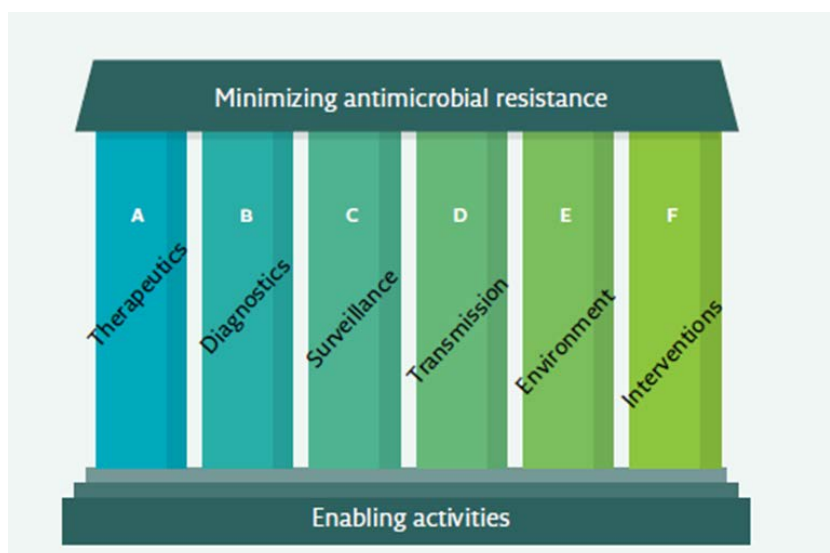 Minimizing antimicrobial resistance
A
B
C
D
E
F
Therapeutics
Diagnostics
Surveillance
Transmission
Environment
Interventions
Enabling activities